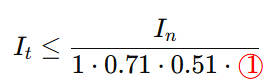 I_t ≤ I_n / (1 · 0.71 · 0.51 · ①)